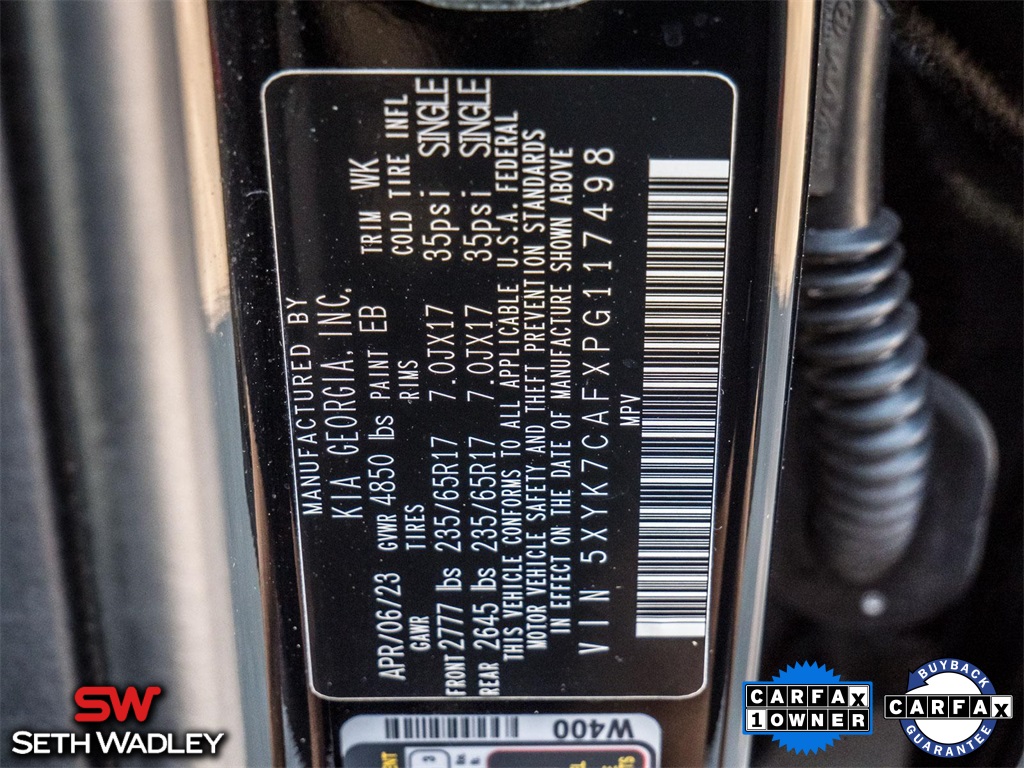 MANUFACTURED BY
KIA GEORGIA, INC.
APR/06/23 GVWR 4850 lbs PAINT EB TRIM WK
GAWR TIRES RIMS COLD TIRE INFL
FRONT 2777 lbs 235/65R17 7.0JX17 35psi SINGLE
REAR 2645 lbs 235/65R17 7.0JX17 35psi SINGLE
THIS VEHICLE CONFORMS TO ALL APPLICABLE U.S.A. FEDERAL
MOTOR VEHICLE SAFETY AND THEFT PREVENTION STANDARDS
IN EFFECT ON THE DATE OF MANUFACTURE SHOWN ABOVE
VIN 5XYK7CAFXPG117498
MPV
W400
SW
SETH WADLEY
CARFAX
1 OWNER
BUYBACK
CARFAX
GUARANTEE